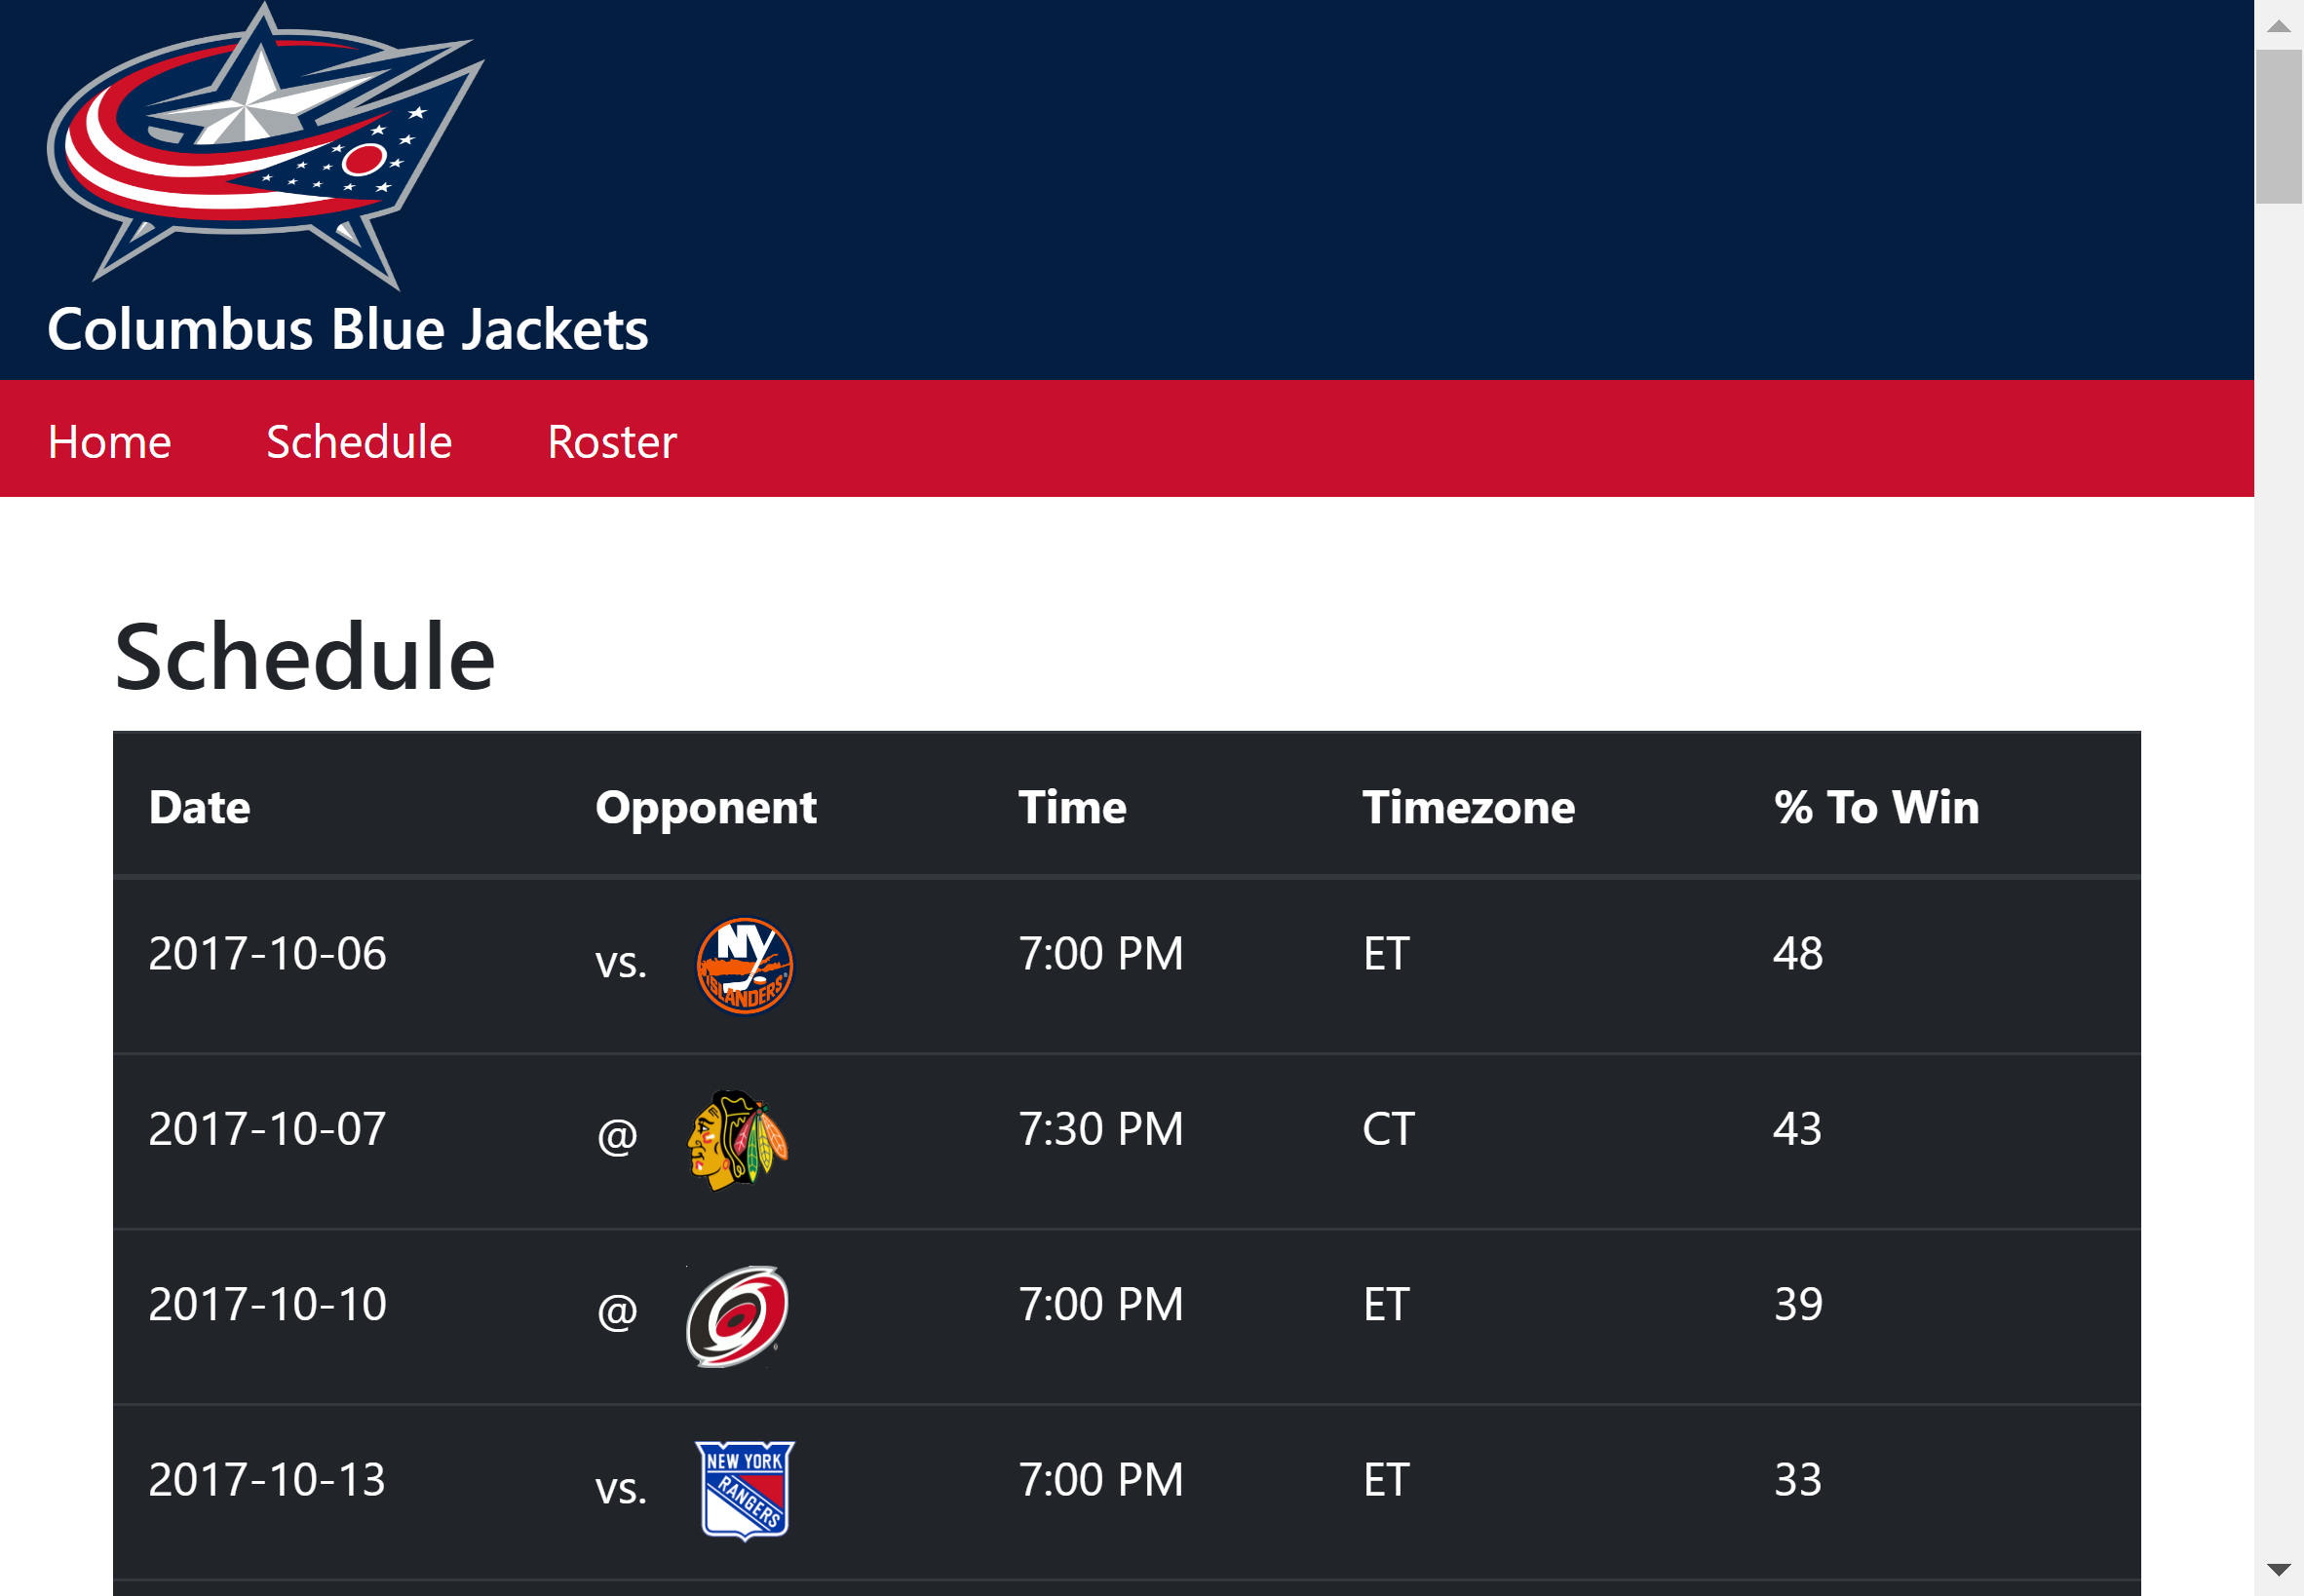 Columbus Blue Jackets
Home Schedule Roster
Schedule
Date Opponent Time Timezone % To Win
2017-10-06 vs. NY ISLANDERS 7:00 PM ET 48
2017-10-07 @ 7:30 PM CT 43
2017-10-10 @ 7:00 PM ET 39
2017-10-13 vs. NEW YORK RANGERS 7:00 PM ET 33